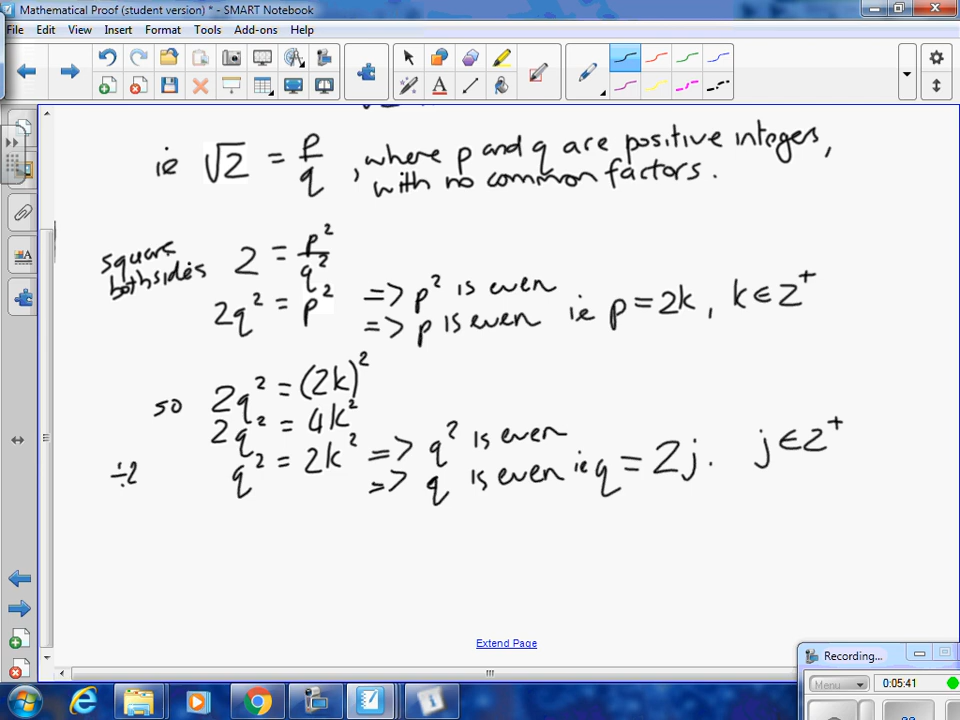 Mathematical Proof (student version) * - SMART Notebook
File Edit View Insert Format Tools Add-ons Help
ie √2 = p/q , where p and q are positive integers,
with no common factors.
square
both sides
2 = p²/q²
2q² = p² => p² is even
=> p is even ie p = 2k, k ∈ Z⁺
so 2q² = (2k)²
2q² = 4k²
÷2 q² = 2k² => q² is even
=> q is even ie q = 2j. j ∈ Z⁺
Extend Page
Recording...
Menu 0:05:41